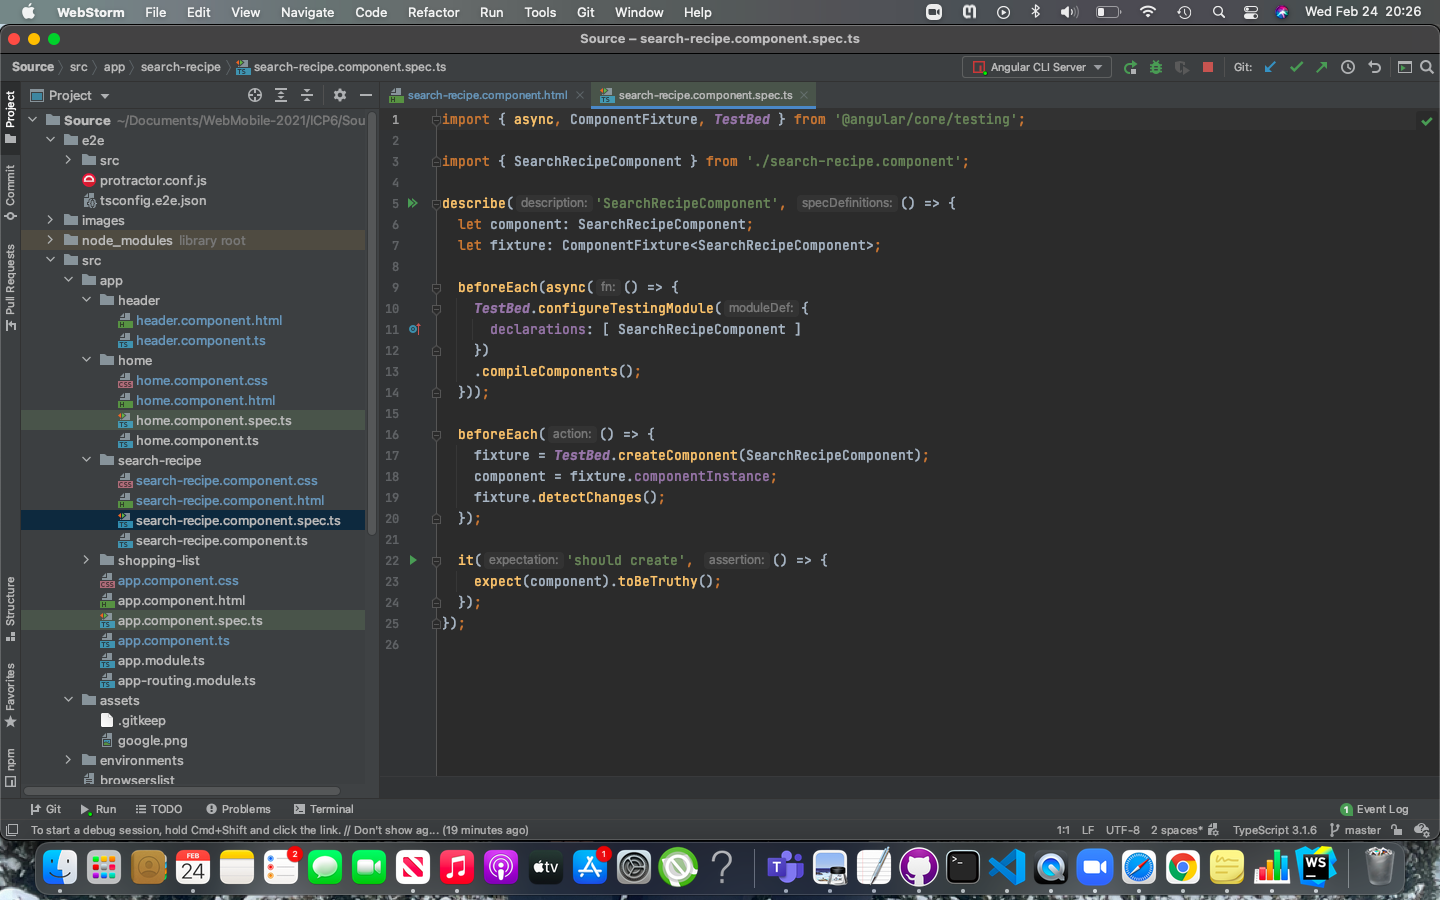 WebStorm File Edit View Navigate Code Refactor Run Tools Git Window Help Wed Feb 24 20:26
Source – search-recipe.component.spec.ts
Source src app search-recipe search-recipe.component.spec.ts Angular CLI Server Git:
Project search-recipe.component.html search-recipe.component.spec.ts
Project
Commit
Pull Requests
Structure
Favorites
npm
Source ~/Documents/WebMobile-2021/ICP6/Sou
e2e
src
protractor.conf.js
tsconfig.e2e.json
images
node_modules library root
src
app
header
header.component.html
header.component.ts
home
home.component.css
home.component.html
home.component.spec.ts
home.component.ts
search-recipe
search-recipe.component.css
search-recipe.component.html
search-recipe.component.spec.ts
search-recipe.component.ts
shopping-list
app.component.css
app.component.html
app.component.spec.ts
app.component.ts
app.module.ts
app-routing.module.ts
assets
.gitkeep
google.png
environments
browserslist
1 import { async, ComponentFixture, TestBed } from '@angular/core/testing';
2
3 import { SearchRecipeComponent } from './search-recipe.component';
4
5 describe( description: 'SearchRecipeComponent', specDefinitions: () => {
6 let component: SearchRecipeComponent;
7 let fixture: ComponentFixture<SearchRecipeComponent>;
8
9 beforeEach(async( fn: () => {
10 TestBed.configureTestingModule( moduleDef: {
11 declarations: [ SearchRecipeComponent ]
12 })
13 .compileComponents();
14 }));
15
16 beforeEach( action: () => {
17 fixture = TestBed.createComponent(SearchRecipeComponent);
18 component = fixture.componentInstance;
19 fixture.detectChanges();
20 });
21
22 it( expectation: 'should create', assertion: () => {
23 expect(component).toBeTruthy();
24 });
25 });
26
Git Run TODO Problems Terminal 1 Event Log
To start a debug session, hold Cmd+Shift and click the link. // Don't show ag... (19 minutes ago) 1:1 LF UTF-8 2 spaces* TypeScript 3.1.6 master
FEB
24
2
tv
1
WS